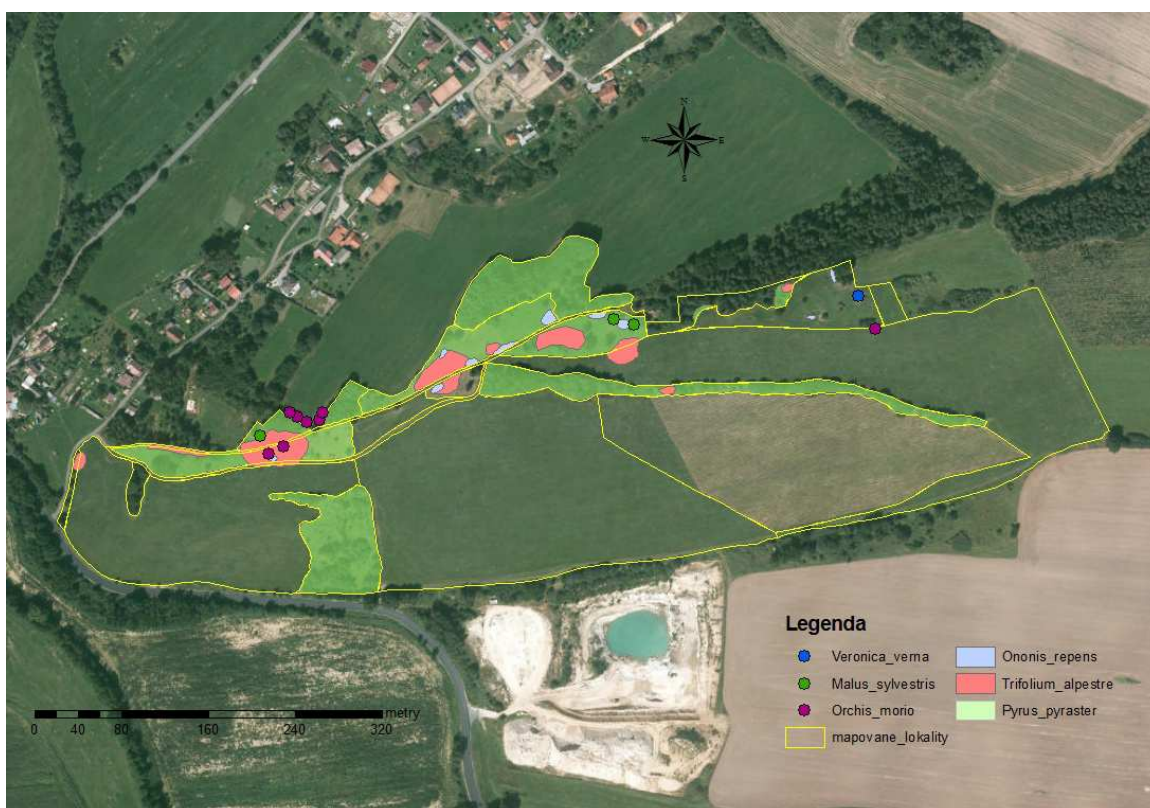 N
W E
S
Legenda
Veronica_verna Ononis_repens
Malus_sylvestris Trifolium_alpestre
Orchis_morio Pyrus_pyraster
mapovane_lokality
metry
0 40 80 160 240 320